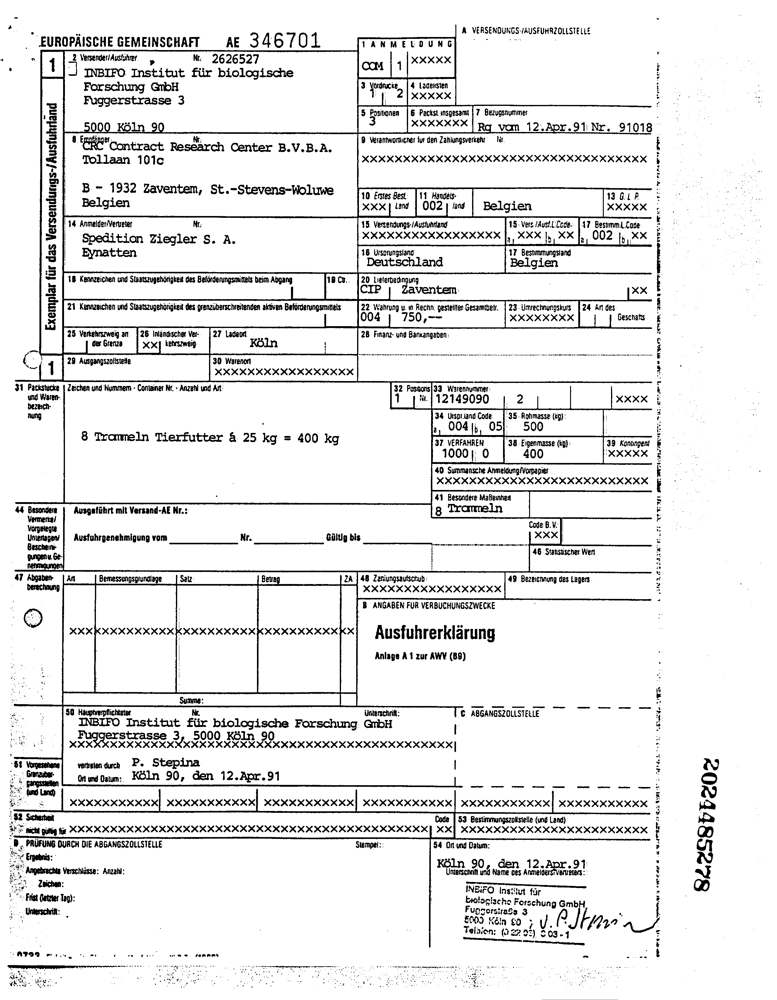 A VERSENDUNGS-/AUSFUHRZOLLSTELLE
EUROPÄISCHE GEMEINSCHAFT AE 346701
1 ANMELDUNG
COM 1 XXXXX
1
2 Versender/Ausführer Nr. 2626527
INBIFO Institut für biologische
Forschung GmbH
Fuggerstrasse 3
5000 Köln 90
3 Vordrucke 4 Ladelisten
1 2 XXXXX
5 Positionen 6 Packst. insgesamt 7 Bezugsnummer
3 XXXXXXX Rg vom 12.Apr.91 Nr. 91018
Exemplar für das Versendungs-/Ausfuhrland
8 Empfänger Nr.
CRC Contract Research Center B.V.B.A.
Tollaan 101c
B - 1932 Zaventem, St.-Stevens-Woluwe
Belgien
9 Verantwortlicher für den Zahlungsverkehr Nr.
XXXXXXXXXXXXXXXXXXXXXXXXXXXXXXXXXXXX
10 Erstes Best. Land 11 Handels-land 13 G.L.P.
XXX 002 Belgien XXXXX
14 Anmelder/Vertreter Nr.
Spedition Ziegler S. A.
Eynatten
15 Versendungs-/Ausfuhrland 15 Vers./Ausf.L.Code 17 Bestimm.L.Code
XXXXXXXXXXXXXXXXXX a, XXX b, XX a, 002 b, XX
16 Ursprungsland 17 Bestimmungsland
Deutschland Belgien
18 Kennzeichen und Staatszugehörigkeit des Beförderungsmittels beim Abgang 19 Ctr.
20 Lieferbedingung
CIP Zaventem XX
21 Kennzeichen und Staatszugehörigkeit des grenzüberschreitenden aktiven Beförderungsmittels
22 Währung u. in Rechn. gestellter Gesamtbetr. 23 Umrechnungskurs 24 Art des Geschäfts
004 750,-- XXXXXXXX
25 Verkehrszweig an der Grenze 26 Inländischer Verkehrszweig 27 Ladeort
XX Köln
28 Finanz- und Bankangaben
1
29 Ausgangszollstelle 30 Warenort
XXXXXXXXXXXXXXXXX
31 Packstücke und Warenbezeichnung
Zeichen und Nummern - Container Nr. - Anzahl und Art
8 Trommeln Tierfutter á 25 kg = 400 kg
32 Positions Nr. 33 Warennummer
1 12149090 2 XXXX
34 Urspr.land Code 35 Rohmasse (kg)
a, 004 b, 05 500
37 VERFAHREN 38 Eigenmasse (kg) 39 Kontingent
1000 0 400 XXXXX
40 Summarische Anmeldung/Vorpapier
XXXXXXXXXXXXXXXXXXXXXXXXXXX
41 Besondere Maßeinheit
8 Trommeln
44 Besondere Vermerke/ Vorgelegte Unterlagen/ Bescheinigungen u. Genehmigungen
Ausgeführt mit Versand-AE Nr.:
Ausfuhrgenehmigung vom Nr. Gültig bis
Code B.V.
XXX
46 Statistischer Wert
47 Abgabenberechnung
Art Bemessungsgrundlage Satz Betrag ZA
XXXXXXXXXXXXXXXXXXXXXXXXXXXXXXXXXXX
Summe:
48 Zahlungsaufschub 49 Bezeichnung des Lagers
XXXXXXXXXXXXXXXXXX
B ANGABEN FÜR VERBUCHUNGSZWECKE
Ausfuhrerklärung
Anlage A 1 zur AWV (89)
50 Hauptverpflichteter Nr. Unterschrift:
INBIFO Institut für biologische Forschung GmbH
Fuggerstrasse 3, 5000 Köln 90
XXXXXXXXXXXXXXXXXXXXXXXXXXXXXXXXXXXXXXXXXXXXXXXX
C ABGANGSZOLLSTELLE
51 Vorgesehene Grenzübergangsstellen (und Land)
vertreten durch P. Stepina
Ort und Datum: Köln 90, den 12.Apr.91
XXXXXXXXXXX XXXXXXXXXXX XXXXXXXXXXX XXXXXXXXXXX XXXXXXXXXXX XXXXXXXXXXX
52 Sicherheit
nicht gültig für XXXXXXXXXXXXXXXXXXXXXXXXXXXXXXXXXXXXXXXXXXXXX
Code
XX
53 Bestimmungszollstelle (und Land)
XXXXXXXXXXXXXXXXXXXXXXXX
D PRÜFUNG DURCH DIE ABGANGSZOLLSTELLE Stempel:
Ergebnis:
Angebrachte Verschlüsse: Anzahl:
Zeichen:
Frist (letzter Tag):
Unterschrift:
54 Ort und Datum:
Köln 90, den 12.Apr.91
Unterschrift und Name des Anmelders/Vertreters:
INBIFO Institut für
biologische Forschung GmbH
Fuggerstraße 3
5000 Köln 90
Telefon: (0 22 03) 3 03 - 1
0733
2024485278